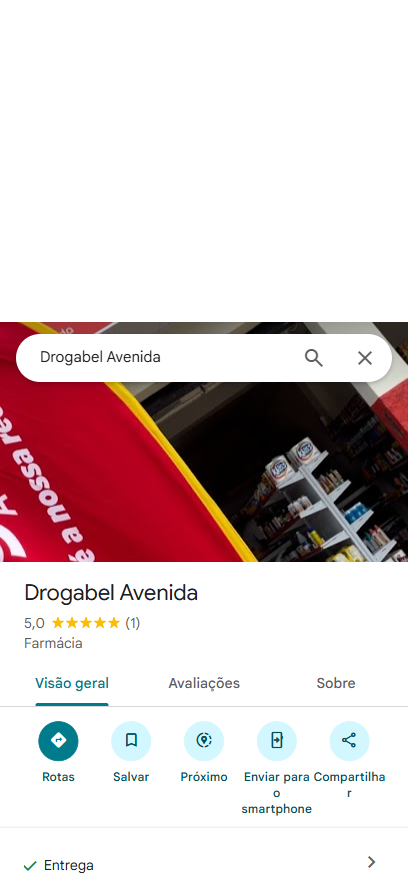 Drogabel Avenida
é a nossa
Drogabel Avenida
5,0 (1)
Farmácia
Visão geral Avaliações Sobre
Rotas Salvar Próximo Enviar para o smartphone Compartilhar
Entrega